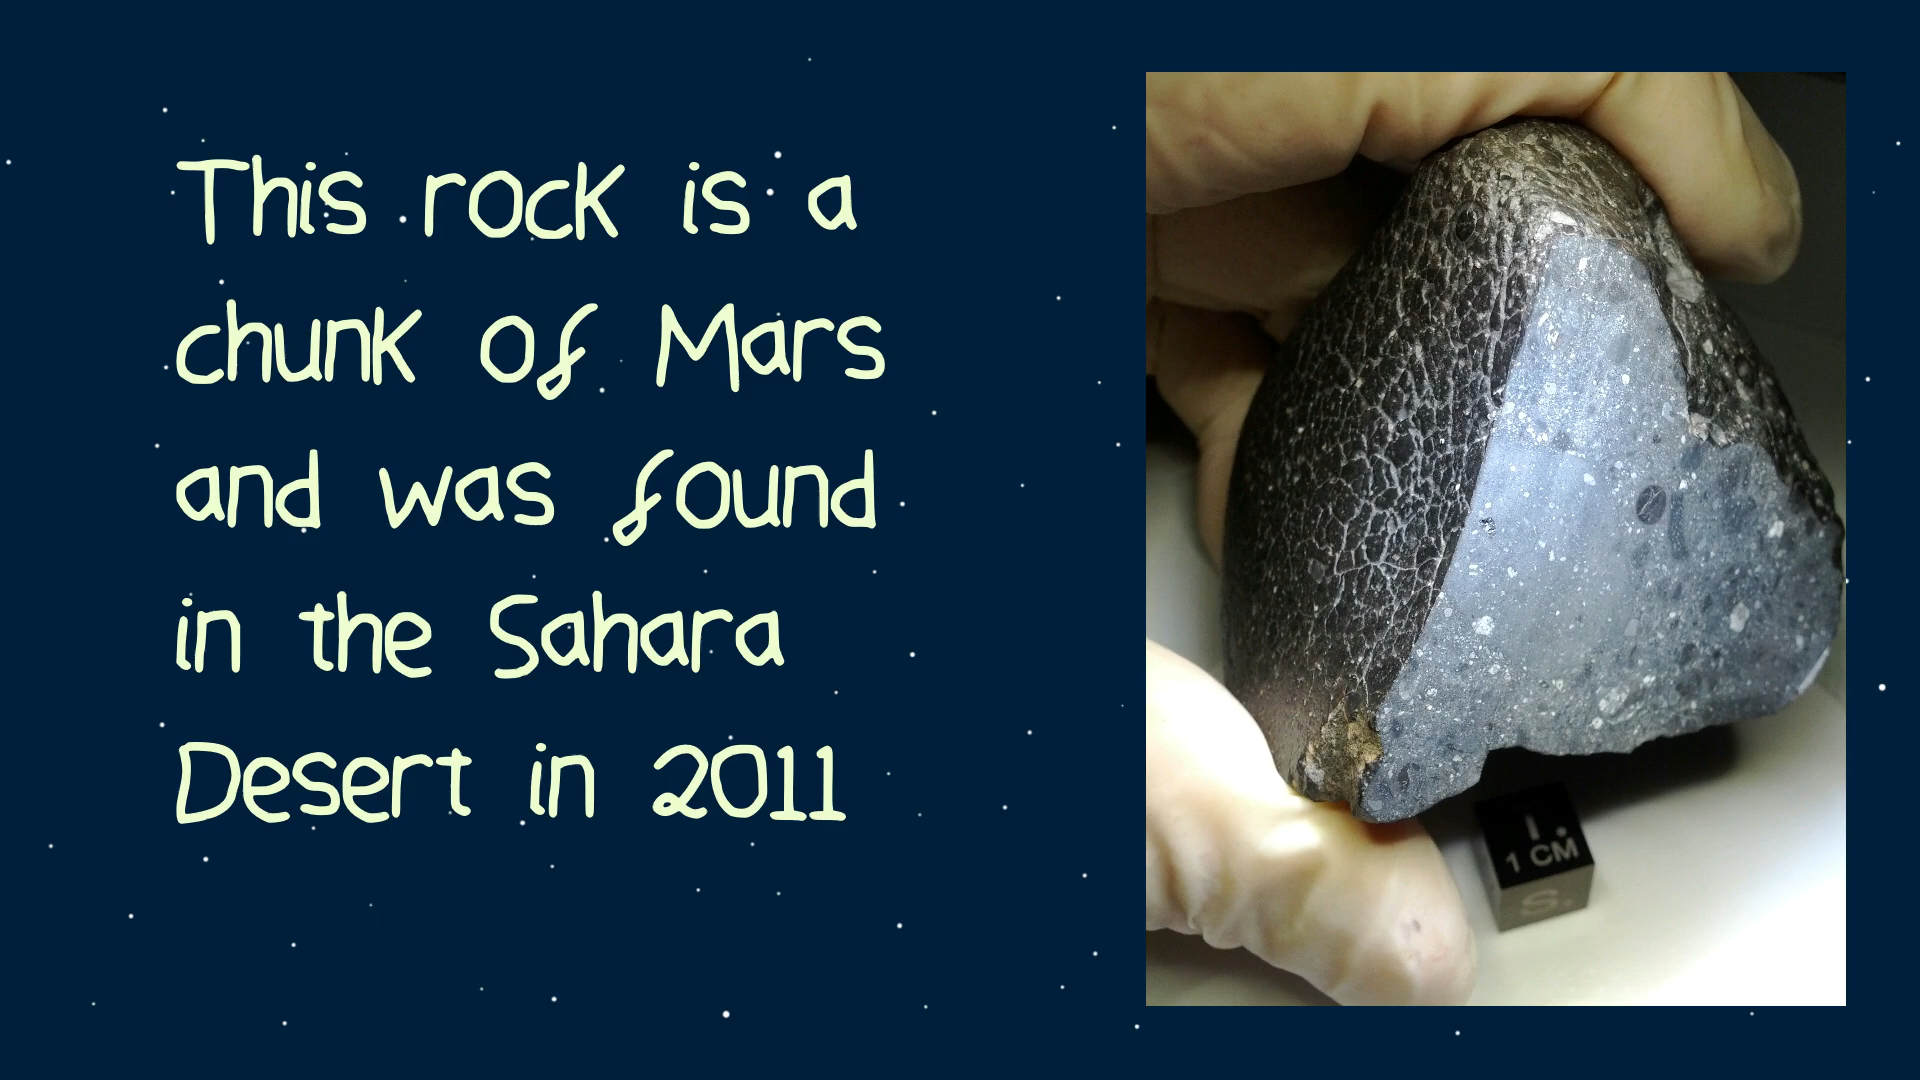 This rock is a
chunk of Mars
and was found
in the Sahara
Desert in 2011
1 CM
S.